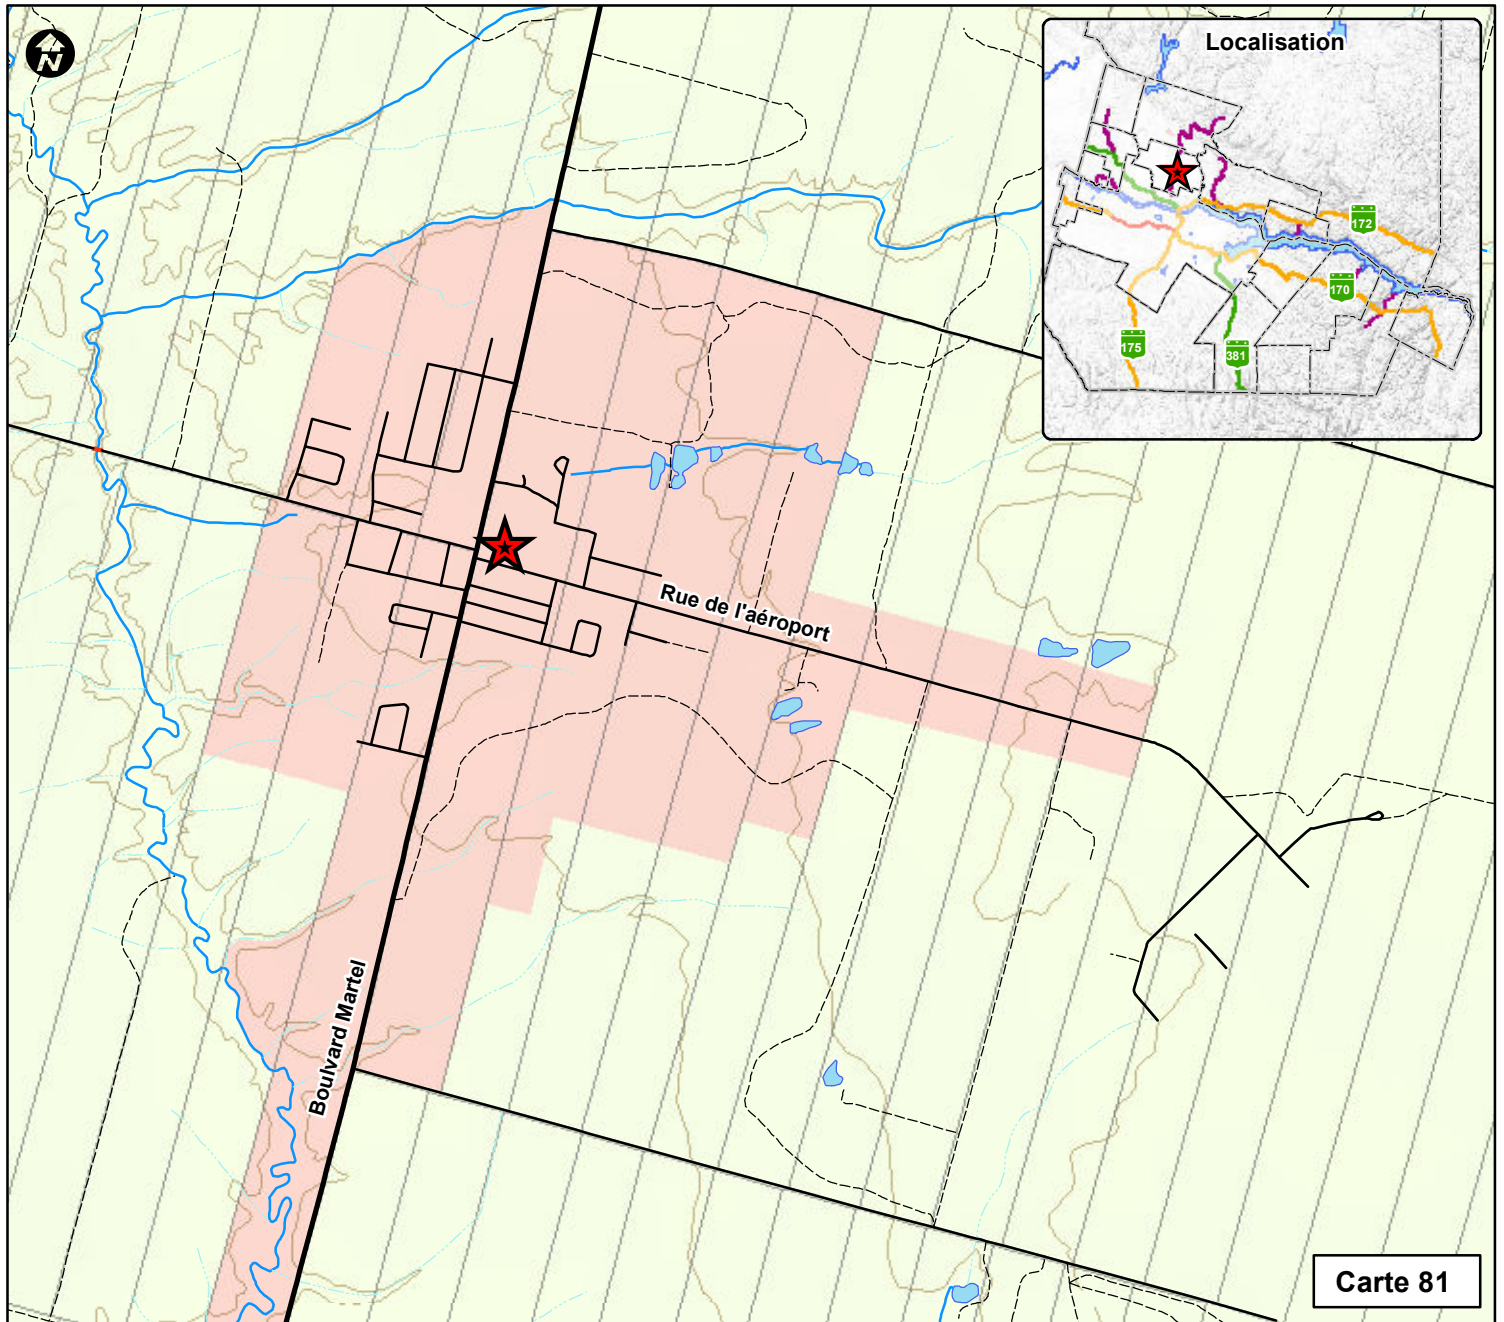 N
Localisation
172
170
175
381
Rue de l'aéroport
Boulvard Martel
Carte 81